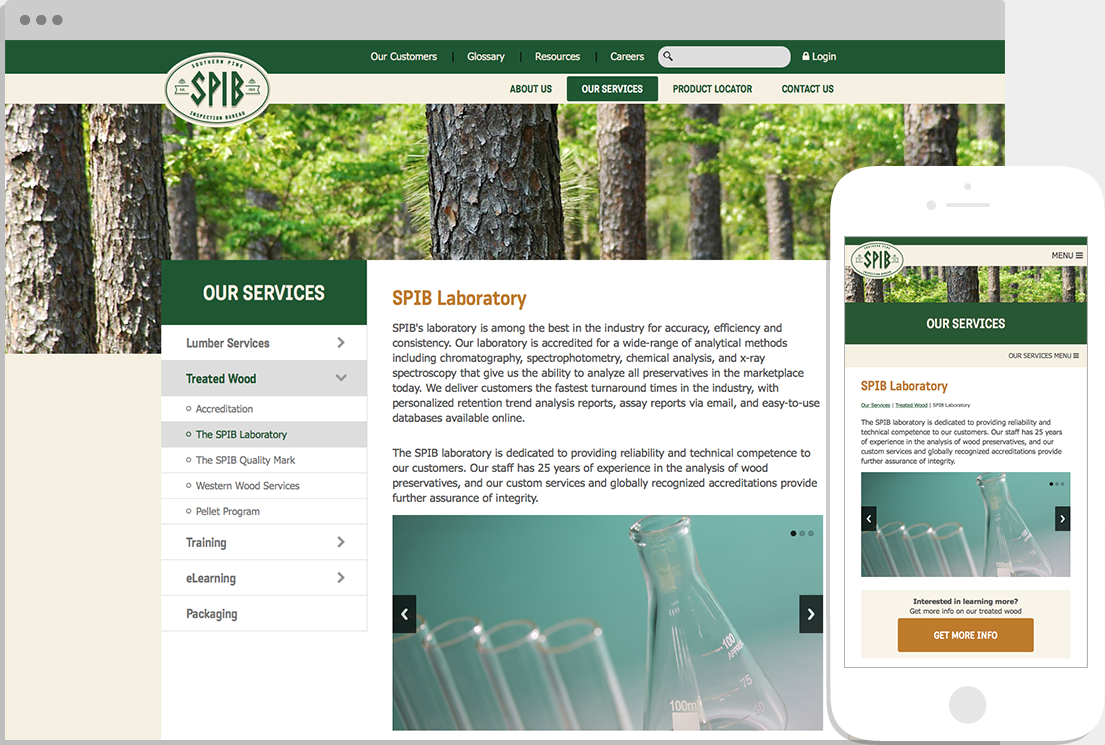 Our Customers | Glossary | Resources | Careers
Login
SOUTHERN PINE
SPIB
INSPECTION BUREAU
ABOUT US
OUR SERVICES
PRODUCT LOCATOR
CONTACT US
OUR SERVICES
Lumber Services
Treated Wood
Accreditation
The SPIB Laboratory
The SPIB Quality Mark
Western Wood Services
Pellet Program
Training
eLearning
Packaging
SPIB Laboratory
SPIB's laboratory is among the best in the industry for accuracy, efficiency and
consistency. Our laboratory is accredited for a wide-range of analytical methods
including chromatography, spectrophotometry, chemical analysis, and x-ray
spectroscopy that give us the ability to analyze all preservatives in the marketplace
today. We deliver customers the fastest turnaround times in the industry, with
personalized retention trend analysis reports, assay reports via email, and easy-to-use
databases available online.
The SPIB laboratory is dedicated to providing reliability and technical competence to
our customers. Our staff has 25 years of experience in the analysis of wood
preservatives, and our custom services and globally recognized accreditations provide
further assurance of integrity.
100
APPROX
75
100m
SOUTHERN PINE
SPIB
INSPECTION BUREAU
MENU
OUR SERVICES
OUR SERVICES MENU
SPIB Laboratory
Our Services | Treated Wood | SPIB Laboratory
The SPIB laboratory is dedicated to providing reliability and
technical competence to our customers. Our staff has 25 years
of experience in the analysis of wood preservatives, and our
custom services and globally recognized accreditations provide
further assurance of integrity.
Interested in learning more?
Get more info on our treated wood
GET MORE INFO